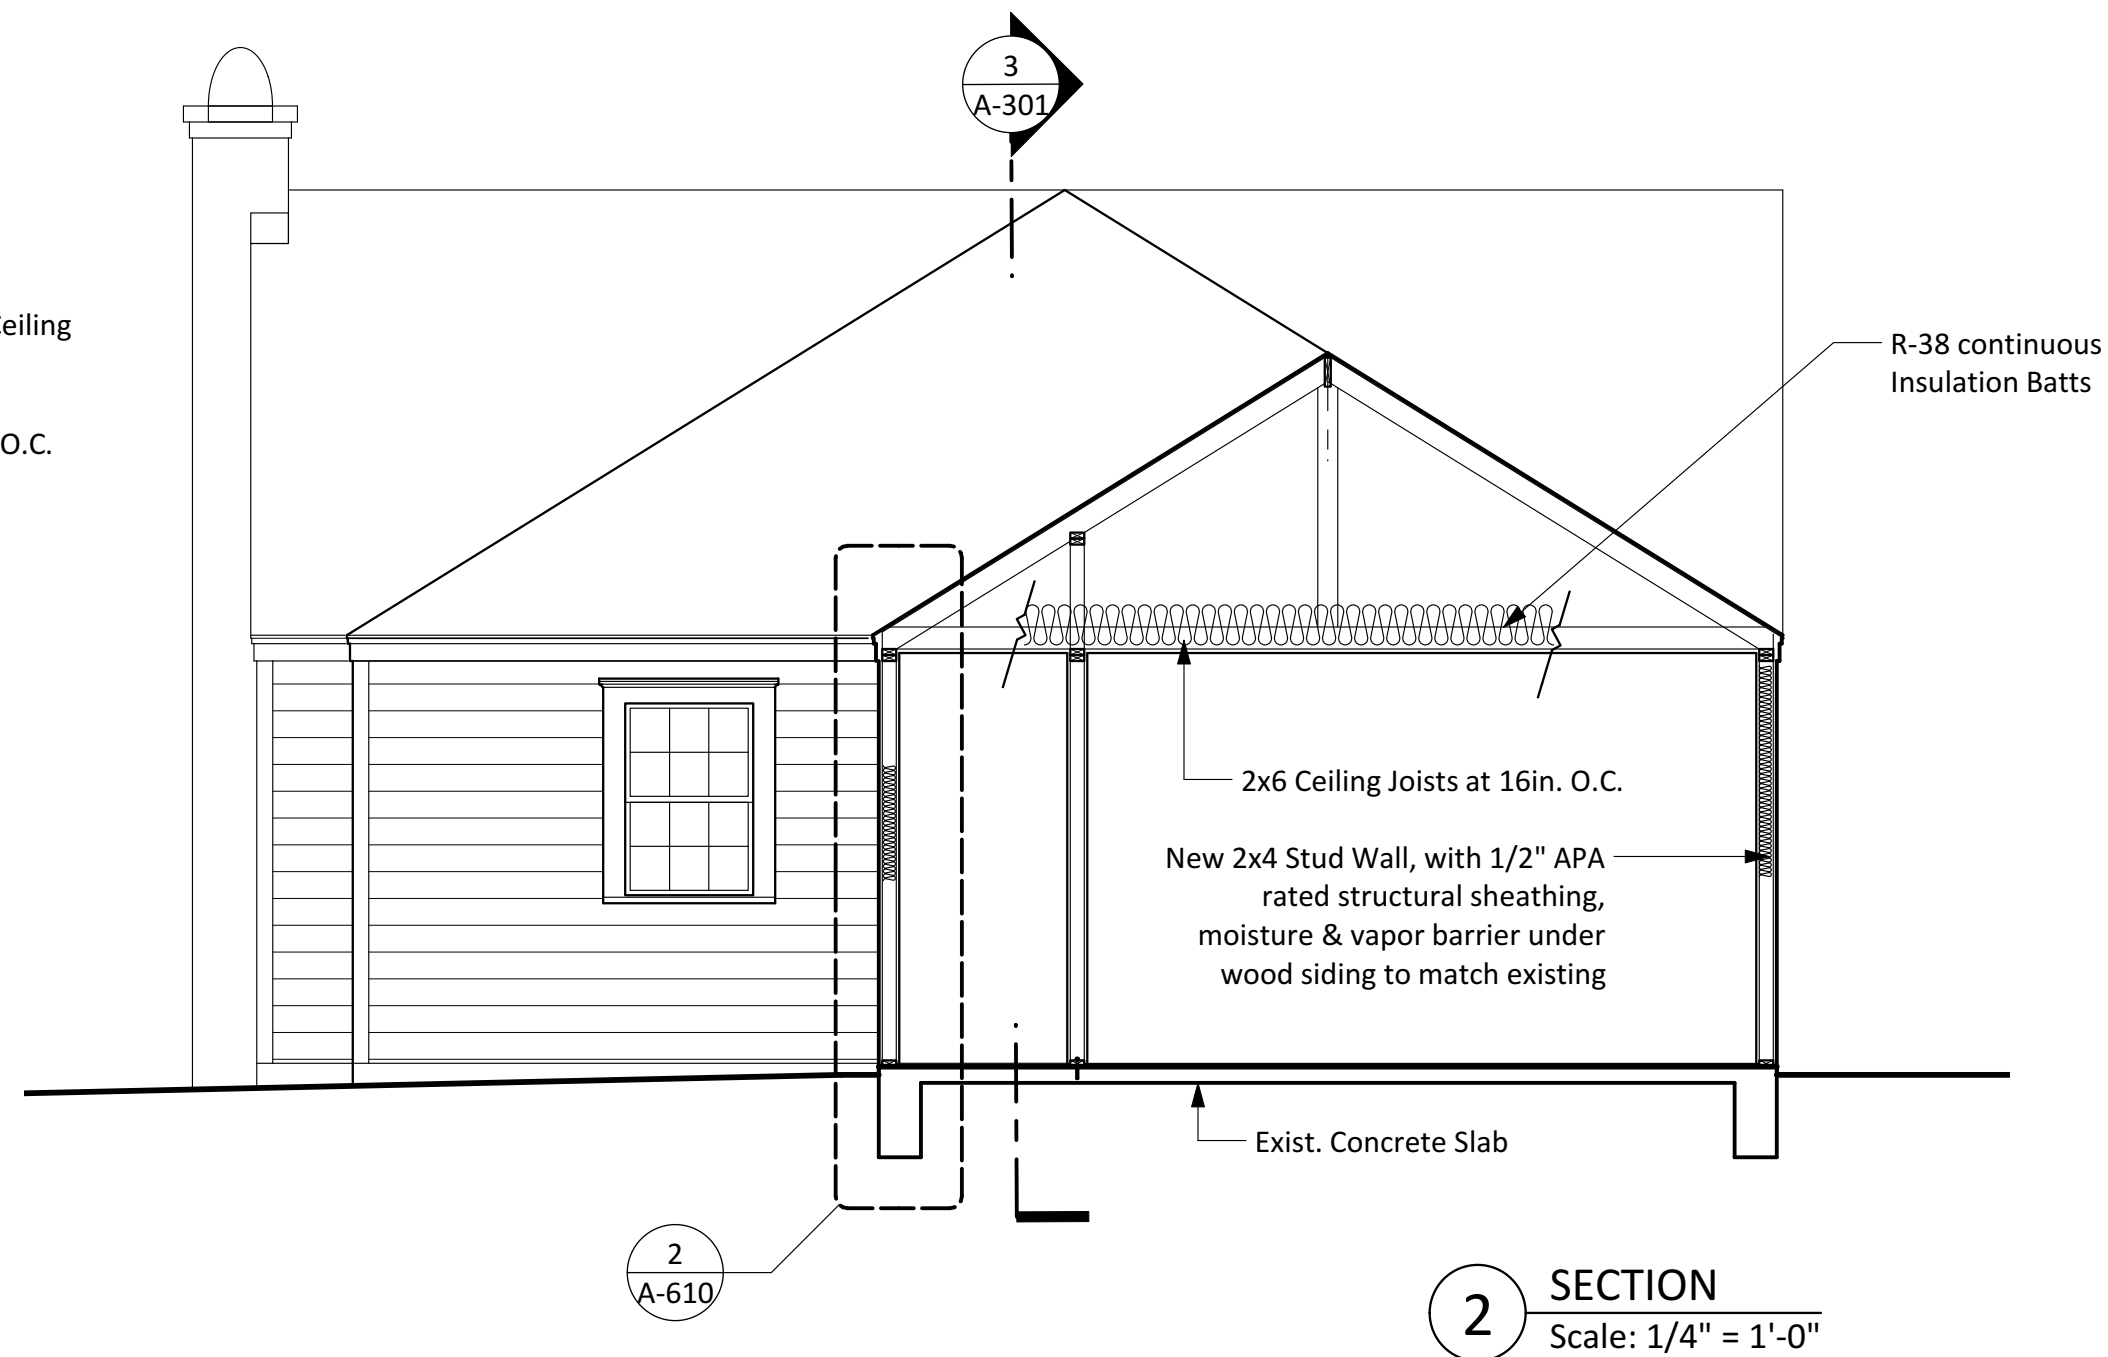 3
A-301
Ceiling
O.C.
R-38 continuous
Insulation Batts
2x6 Ceiling Joists at 16in. O.C.
New 2x4 Stud Wall, with 1/2" APA
rated structural sheathing,
moisture & vapor barrier under
wood siding to match existing
Exist. Concrete Slab
2
A-610
2
SECTION
Scale: 1/4" = 1'-0"